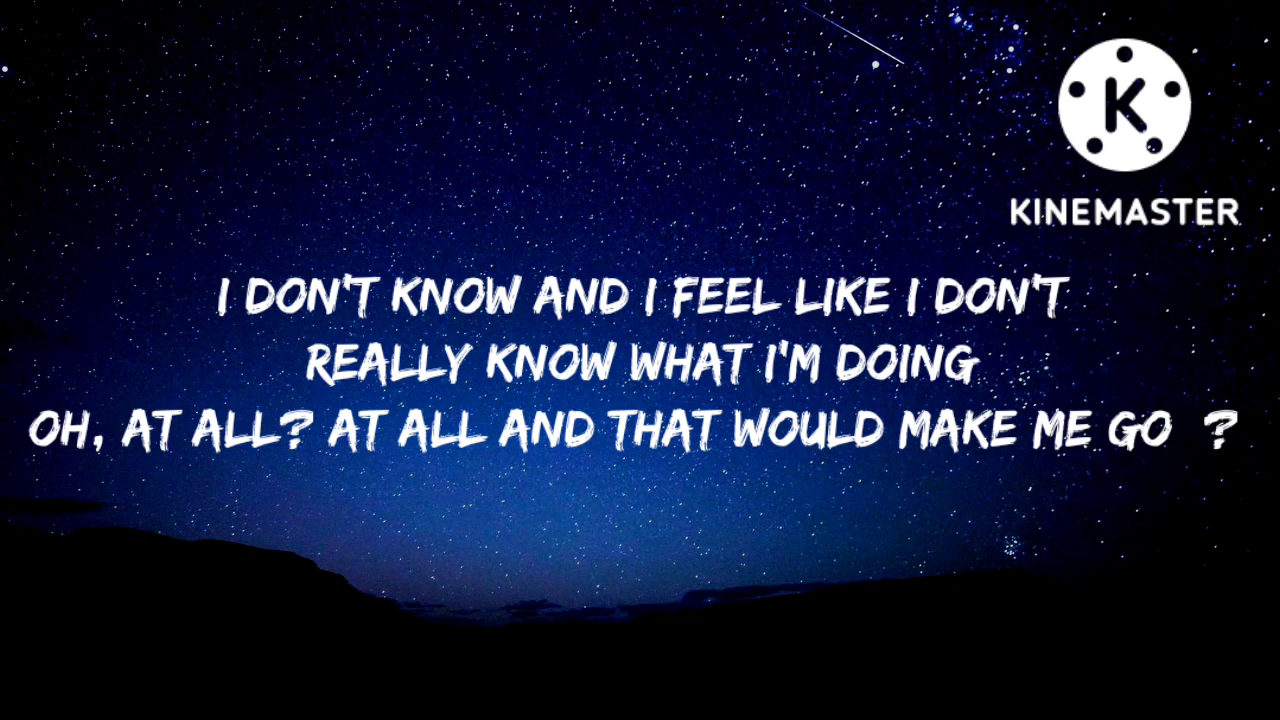 K
KINEMASTER
I DON'T KNOW AND I FEEL LIKE I DON'T
REALLY KNOW WHAT I'M DOING
OH, AT ALL? AT ALL AND THAT WOULD MAKE ME GO ?